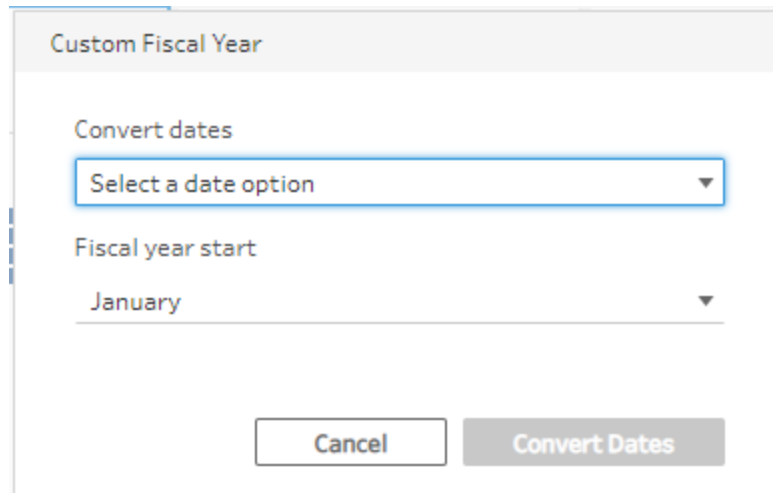 Custom Fiscal Year
Convert dates
Select a date option
Fiscal year start
January
Cancel
Convert Dates